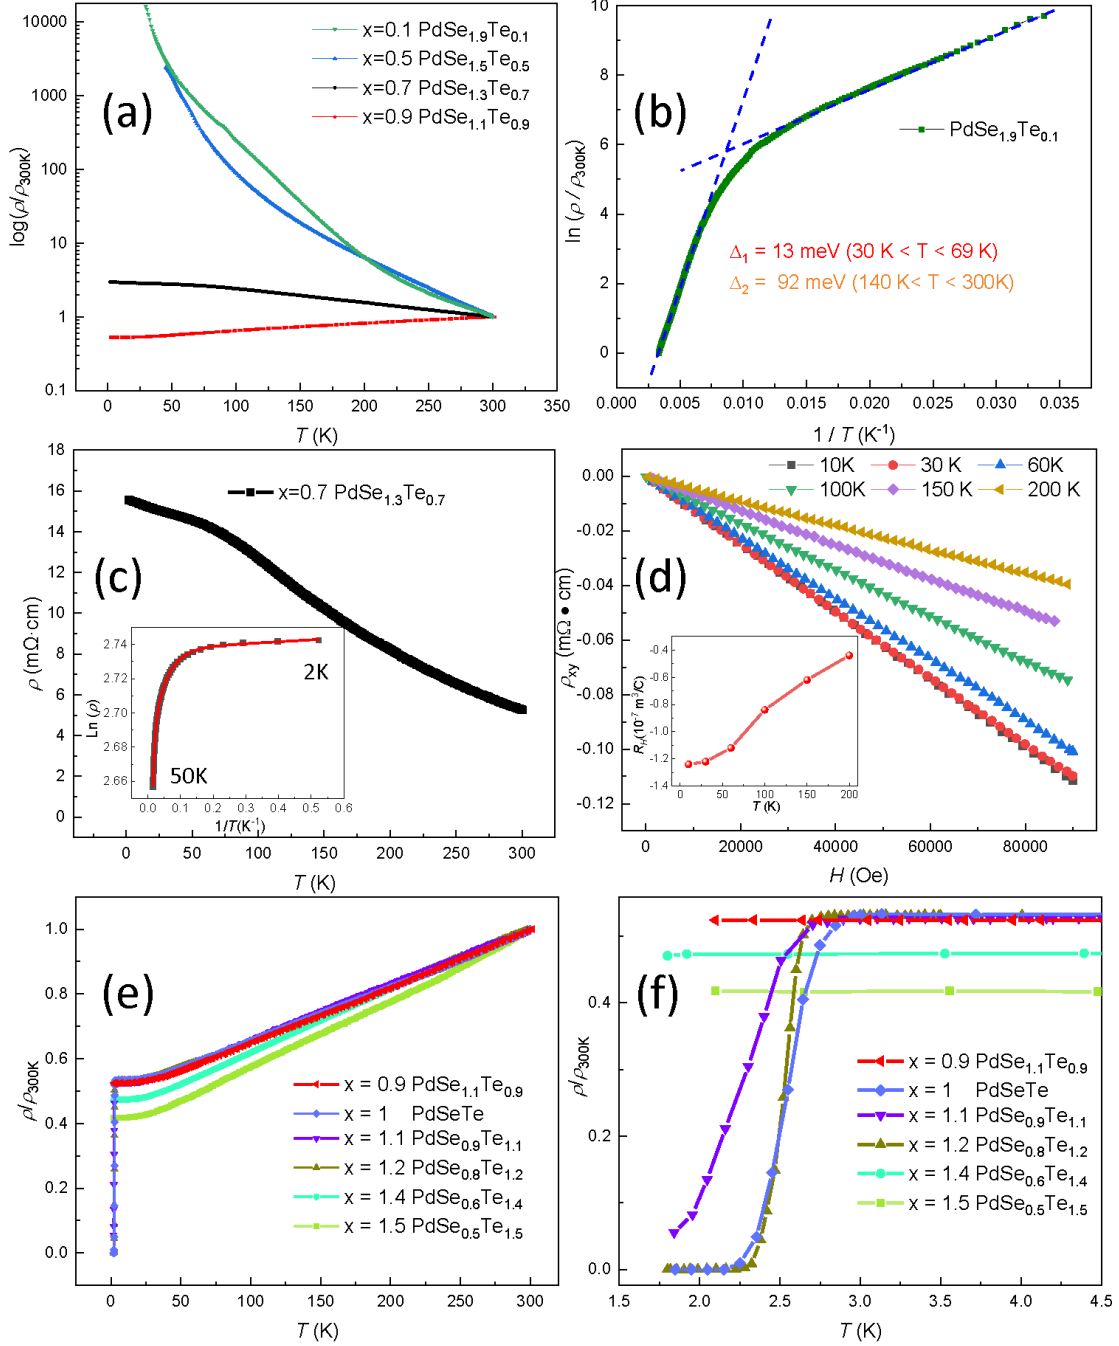 (a)
log(ρ/ρ300K)
10000
1000
100
10
1
0.1
x=0.1 PdSe1.9Te0.1
x=0.5 PdSe1.5Te0.5
x=0.7 PdSe1.3Te0.7
x=0.9 PdSe1.1Te0.9
0 50 100 150 200 250 300
T (K)
(b)
ln (ρ / ρ300K)
10
8
6
4
2
0
PdSe1.9Te0.1
Δ1 = 13 meV (30 K < T < 69 K)
Δ2 = 92 meV (140 K< T < 300K)
0.000 0.005 0.010 0.015 0.020 0.025 0.030 0.035
1 / T (K-1)
(c)
ρ (mΩ·cm)
18
16
14
12
10
8
6
4
2
0
x=0.7 PdSe1.3Te0.7
Ln (ρ)
2.74
2.72
2.70
2.68
2.66
2K
50K
0.0 0.1 0.2 0.3 0.4 0.5 0.6
1/T(K-1)
0 50 100 150 200 250 300
T (K)
(d)
ρxy (mΩ • cm)
0.00
-0.02
-0.04
-0.06
-0.08
-0.10
-0.12
10K 30 K 60K
100K 150 K 200 K
RH(10-7 m3/C)
-0.4
-0.6
-0.8
-1.0
-1.2
-1.4
0 50 100 150 200
T (K)
0 20000 40000 60000 80000
H (Oe)
(e)
ρ/ρ300K
1.0
0.8
0.6
0.4
0.2
0.0
x = 0.9 PdSe1.1Te0.9
x = 1 PdSeTe
x = 1.1 PdSe0.9Te1.1
x = 1.2 PdSe0.8Te1.2
x = 1.4 PdSe0.6Te1.4
x = 1.5 PdSe0.5Te1.5
0 50 100 150 200 250 300
T (K)
(f)
ρ/ρ300K
0.4
0.2
0.0
x = 0.9 PdSe1.1Te0.9
x = 1 PdSeTe
x = 1.1 PdSe0.9Te1.1
x = 1.2 PdSe0.8Te1.2
x = 1.4 PdSe0.6Te1.4
x = 1.5 PdSe0.5Te1.5
1.5 2.0 2.5 3.0 3.5 4.0 4.5
T (K)